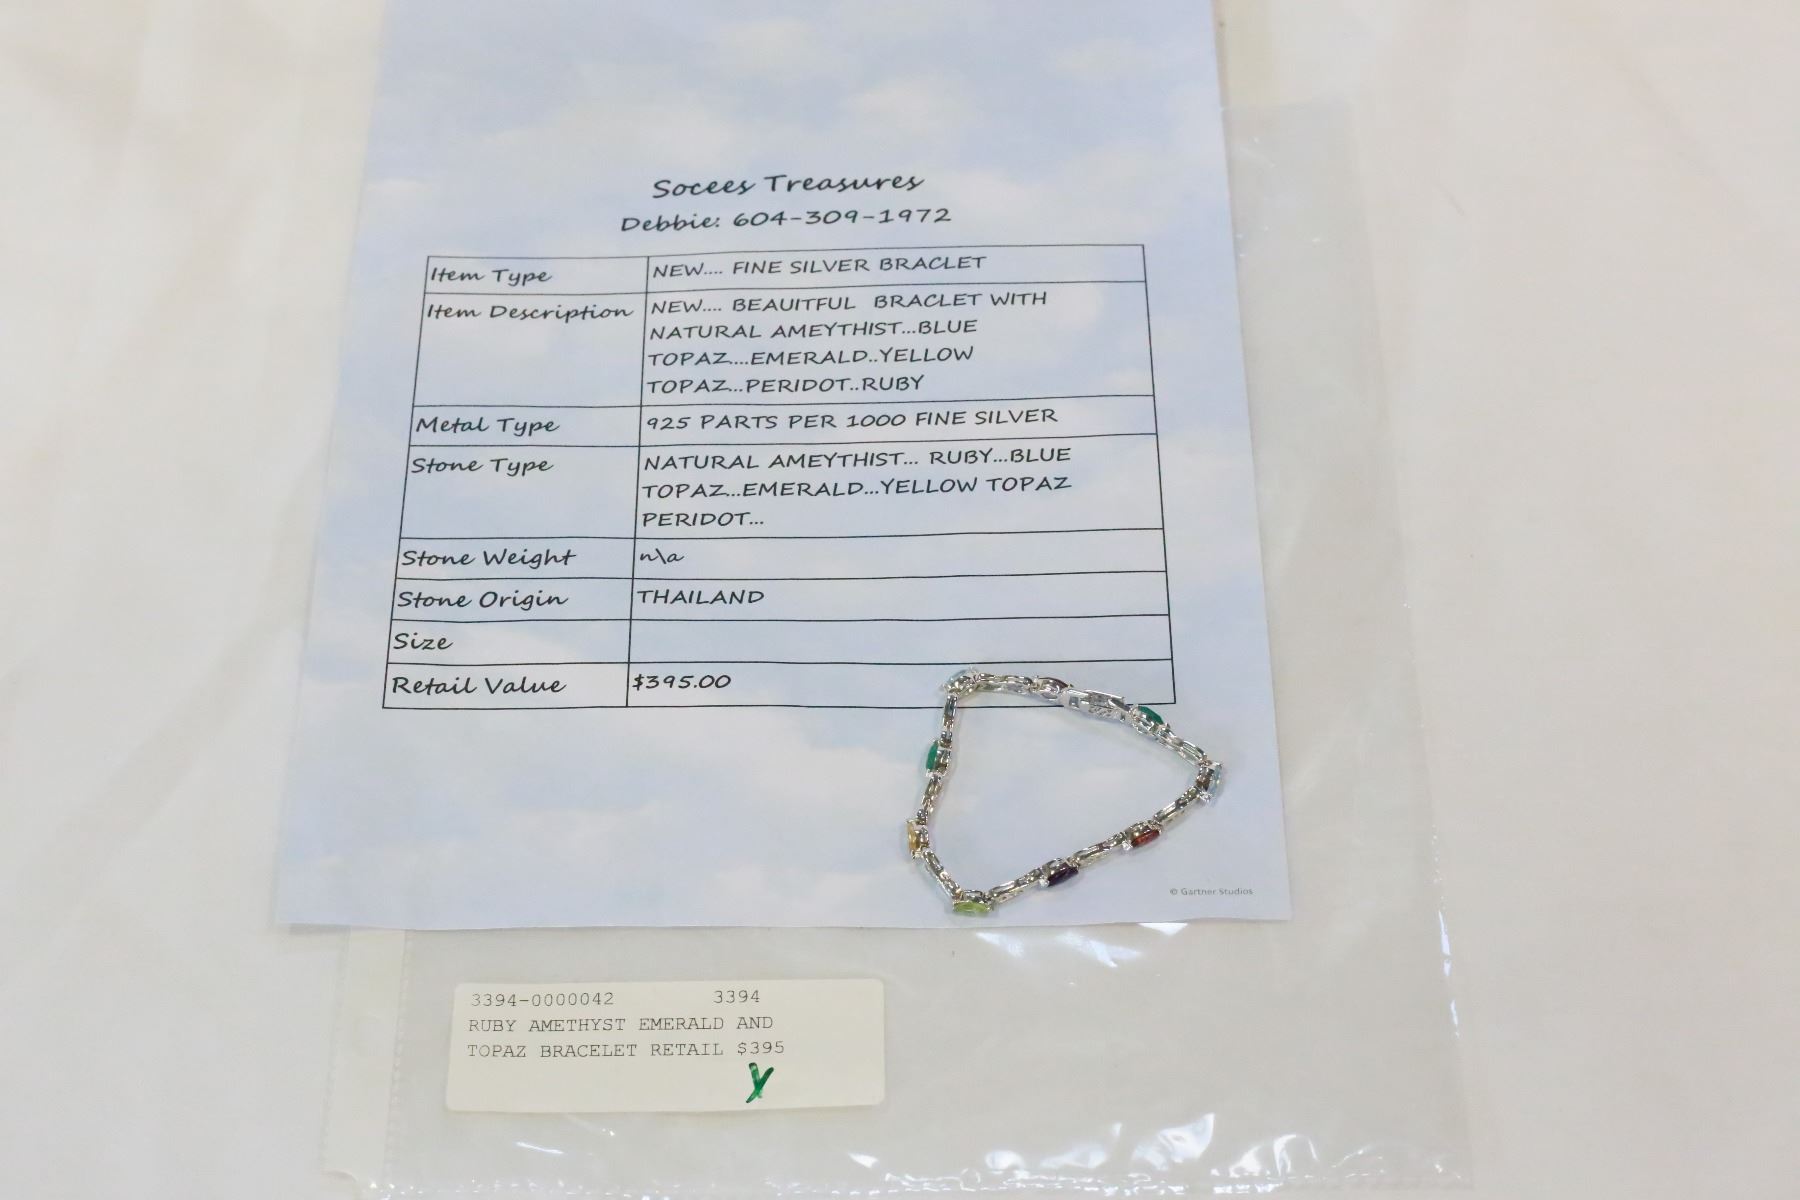 Socees Treasures
Debbie: 604-309-1972
Item Type NEW.... FINE SILVER BRACLET
Item Description NEW.... BEAUITFUL BRACLET WITH
NATURAL AMEYTHIST...BLUE
TOPAZ...EMERALD..YELLOW
TOPAZ...PERIDOT..RUBY
Metal Type 925 PARTS PER 1000 FINE SILVER
Stone Type NATURAL AMEYTHIST... RUBY...BLUE
TOPAZ...EMERALD...YELLOW TOPAZ
PERIDOT...
Stone Weight n\a
Stone Origin THAILAND
Size
Retail Value $395.00
© Gartner Studios
3394-0000042 3394
RUBY AMETHYST EMERALD AND
TOPAZ BRACELET RETAIL $395
Y